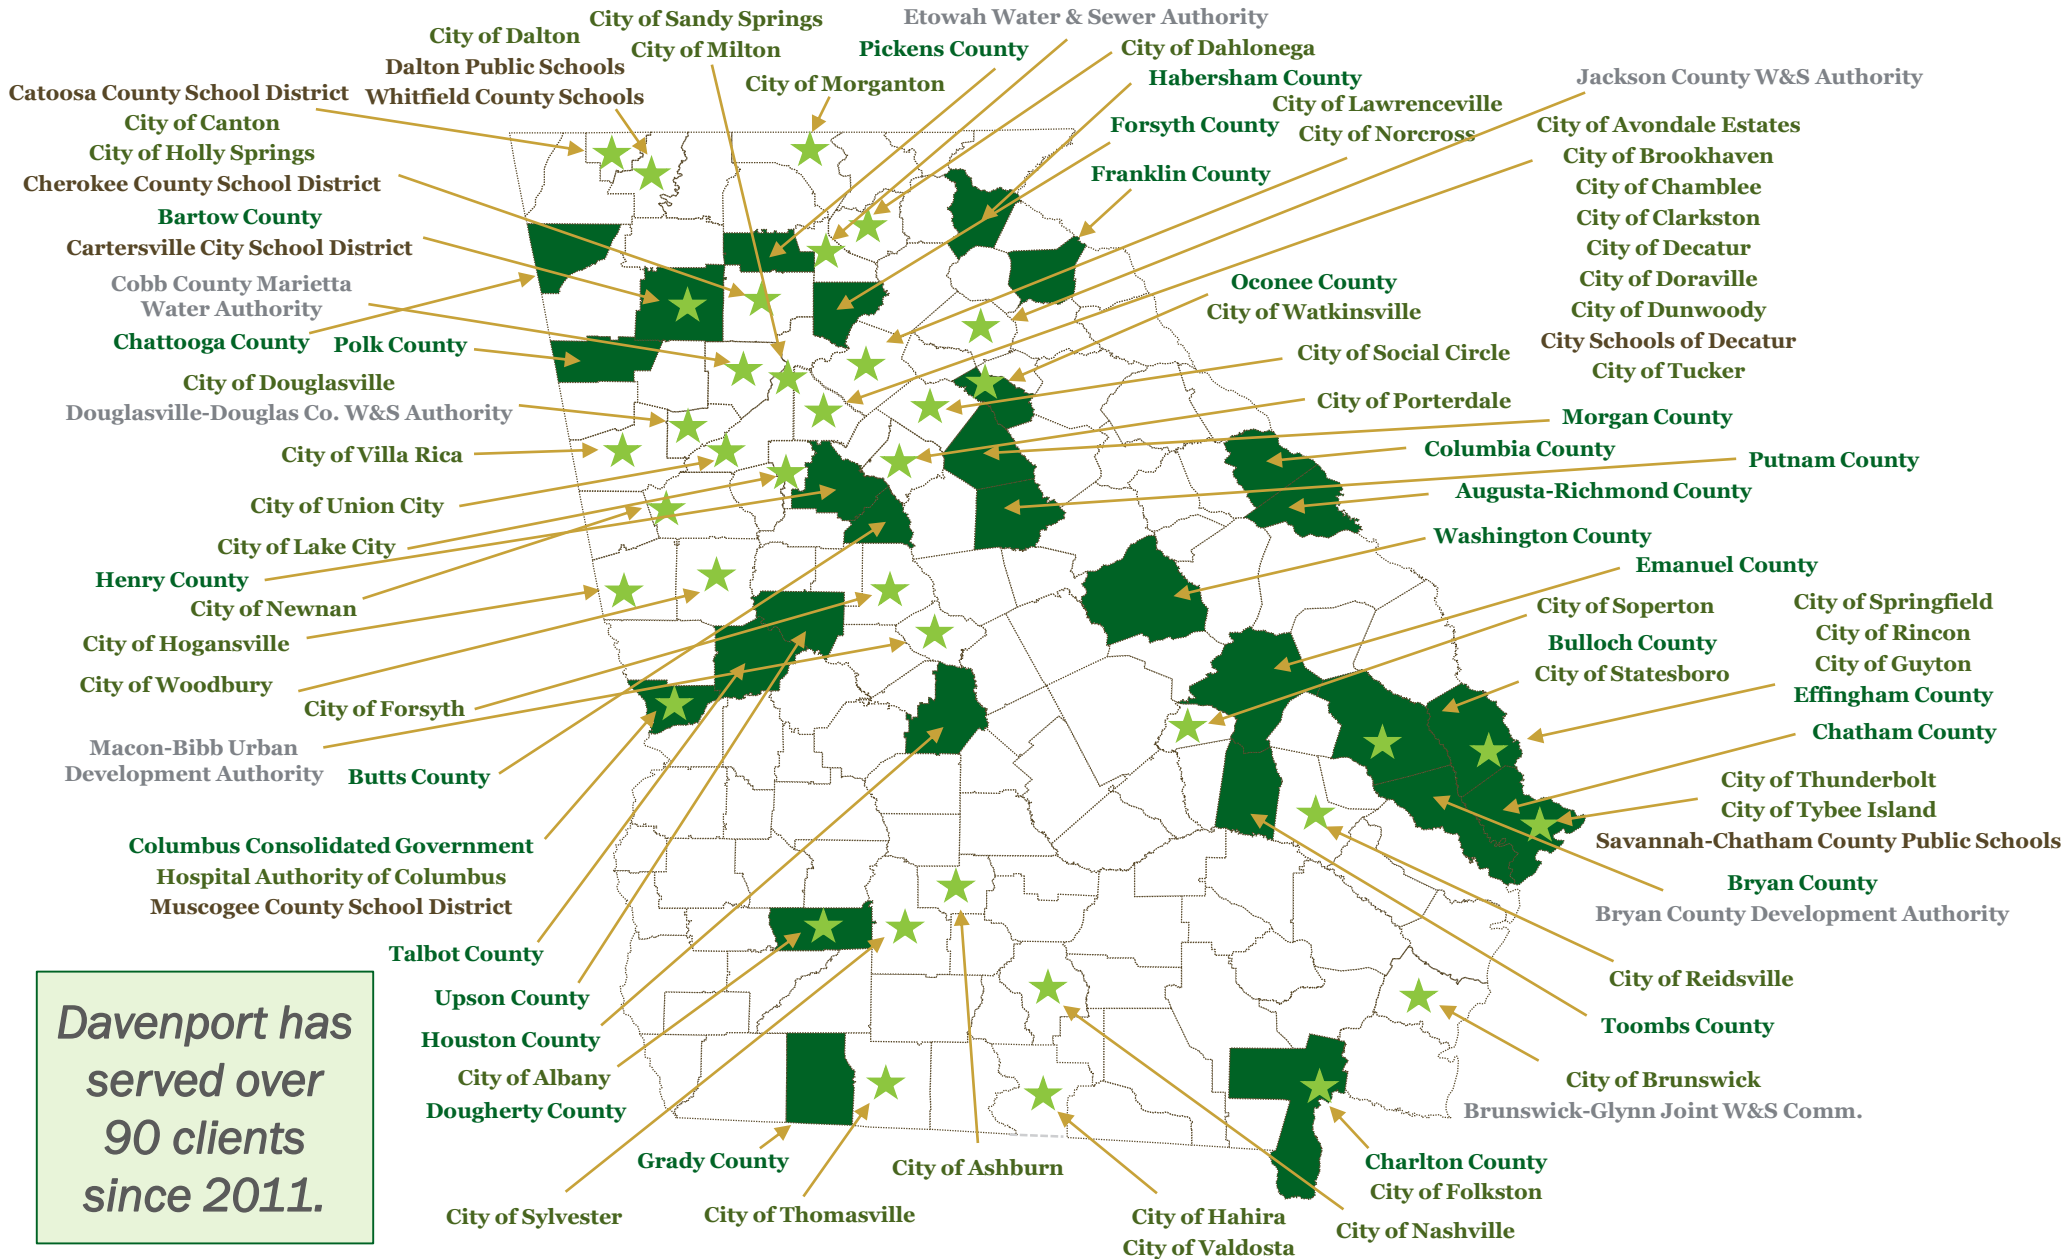 City of Sandy Springs
City of Milton
Etowah Water & Sewer Authority
City of Dalton
Dalton Public Schools
Whitfield County Schools
Pickens County
City of Dahlonega
City of Morganton
Habersham County
Jackson County W&S Authority
Catoosa County School District
City of Canton
City of Holly Springs
Cherokee County School District
City of Lawrenceville
City of Norcross
Forsyth County
Franklin County
City of Avondale Estates
City of Brookhaven
City of Chamblee
City of Clarkston
City of Decatur
City of Doraville
City of Dunwoody
City Schools of Decatur
City of Tucker
Bartow County
Cartersville City School District
Cobb County Marietta
Water Authority
Chattooga County
Polk County
Oconee County
City of Watkinsville
City of Social Circle
City of Douglasville
Douglasville-Douglas Co. W&S Authority
City of Porterdale
Morgan County
Columbia County
Putnam County
City of Villa Rica
Augusta-Richmond County
City of Union City
Washington County
City of Lake City
Emanuel County
Henry County
City of Newnan
City of Soperton
Bulloch County
City of Statesboro
City of Springfield
City of Rincon
City of Guyton
Effingham County
City of Hogansville
City of Woodbury
City of Forsyth
Chatham County
Macon-Bibb Urban
Development Authority
Butts County
City of Thunderbolt
City of Tybee Island
Savannah-Chatham County Public Schools
Columbus Consolidated Government
Hospital Authority of Columbus
Muscogee County School District
Bryan County
Bryan County Development Authority
Talbot County
City of Reidsville
Upson County
Toombs County
Houston County
City of Albany
Dougherty County
City of Brunswick
Brunswick-Glynn Joint W&S Comm.
Davenport has
served over
90 clients
since 2011.
Grady County
City of Ashburn
Charlton County
City of Folkston
City of Sylvester
City of Thomasville
City of Hahira
City of Valdosta
City of Nashville